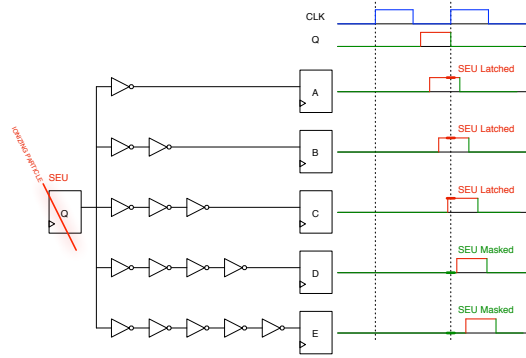 CLK
Q
SEU Latched
A
SEU Latched
B
IONIZING PARTICLE
SEU
SEU Latched
Q
C
SEU Masked
D
SEU Masked
E